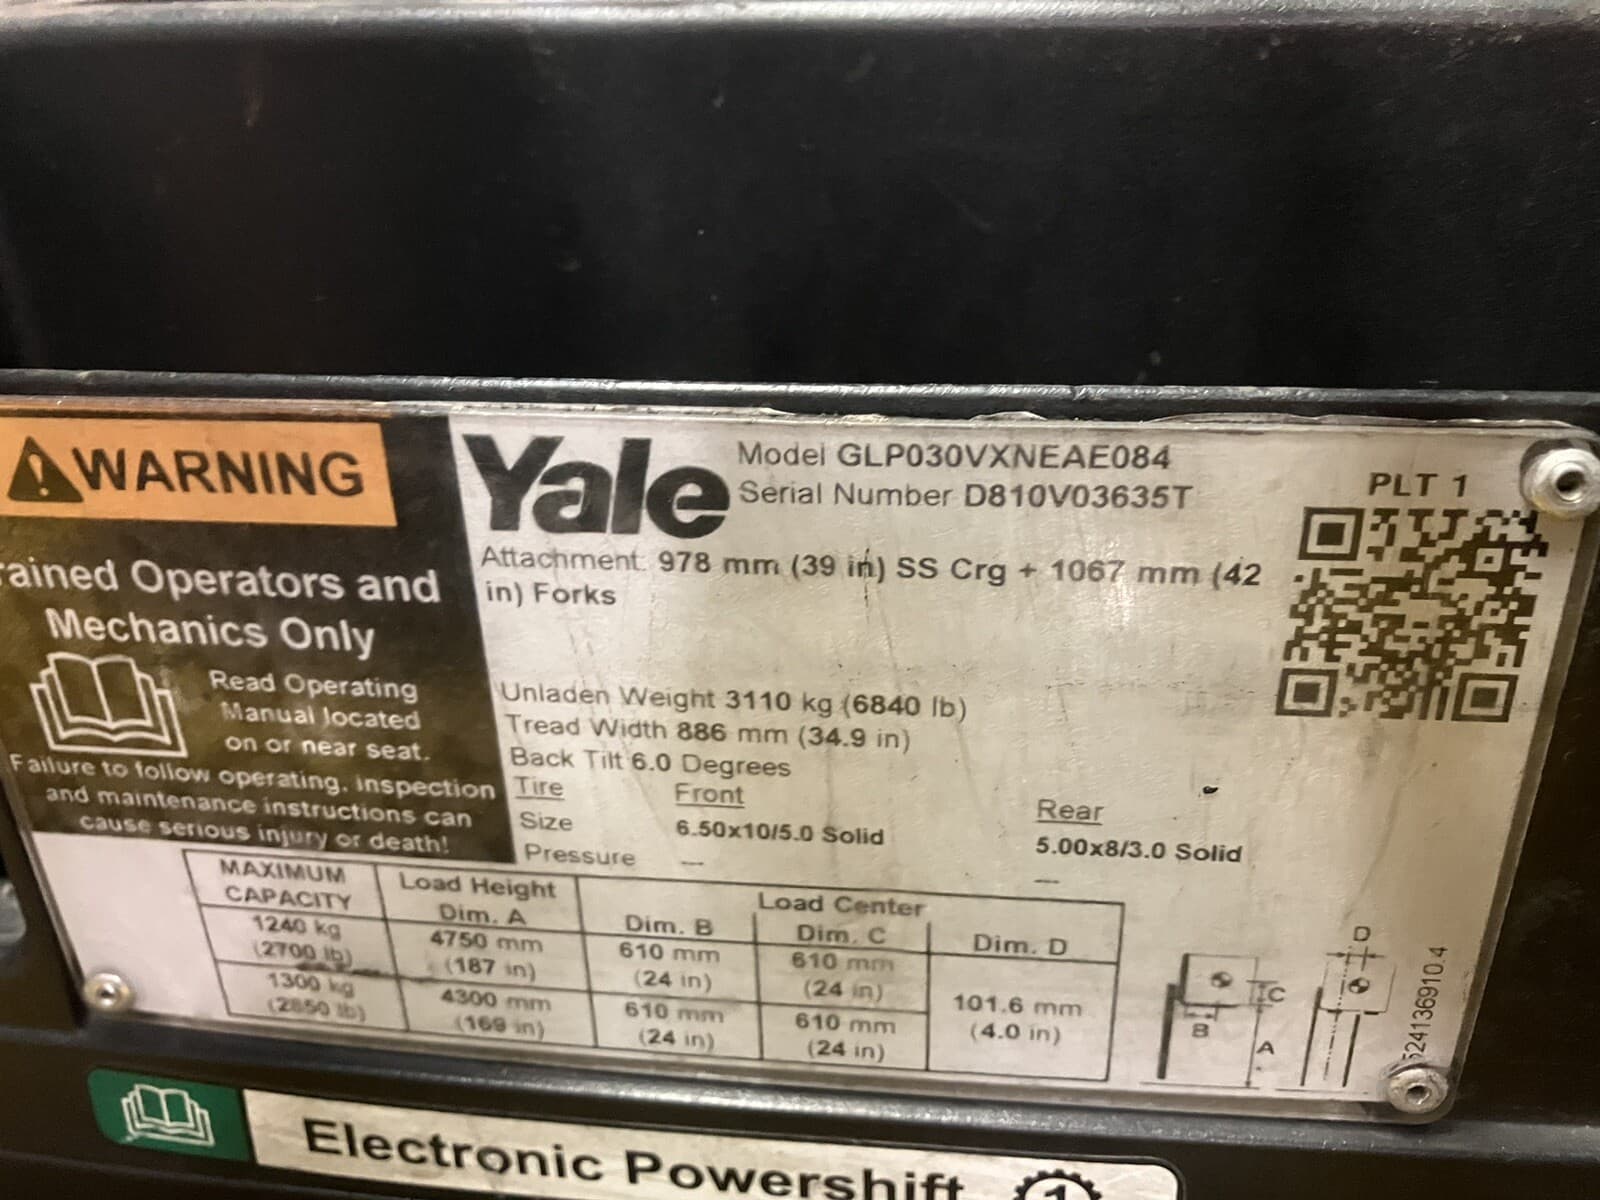 WARNING
rained Operators and
Mechanics Only
Read Operating
Manual located
on or near seat.
Failure to follow operating, inspection
and maintenance instructions can
cause serious injury or death!
Yale
Model GLP030VXNEAE084
Serial Number D810V03635T
PLT 1
Attachment: 978 mm (39 in) SS Crg + 1067 mm (42
in) Forks
Unladen Weight 3110 kg (6840 lb)
Tread Width 886 mm (34.9 in)
Back Tilt 6.0 Degrees
Tire Front Rear
Size 6.50x10/5.0 Solid 5.00x8/3.0 Solid
Pressure --- ---
MAXIMUM
CAPACITY
Load Height
Dim. A
Load Center
Dim. B Dim. C Dim. D
1240 kg 4750 mm 610 mm 610 mm
(2700 lb) (187 in) (24 in) (24 in)
101.6 mm
(4.0 in)
1300 kg 4300 mm 610 mm 610 mm
(2850 lb) (169 in) (24 in) (24 in)
B C A D
524136910.4
Electronic Powershift 1